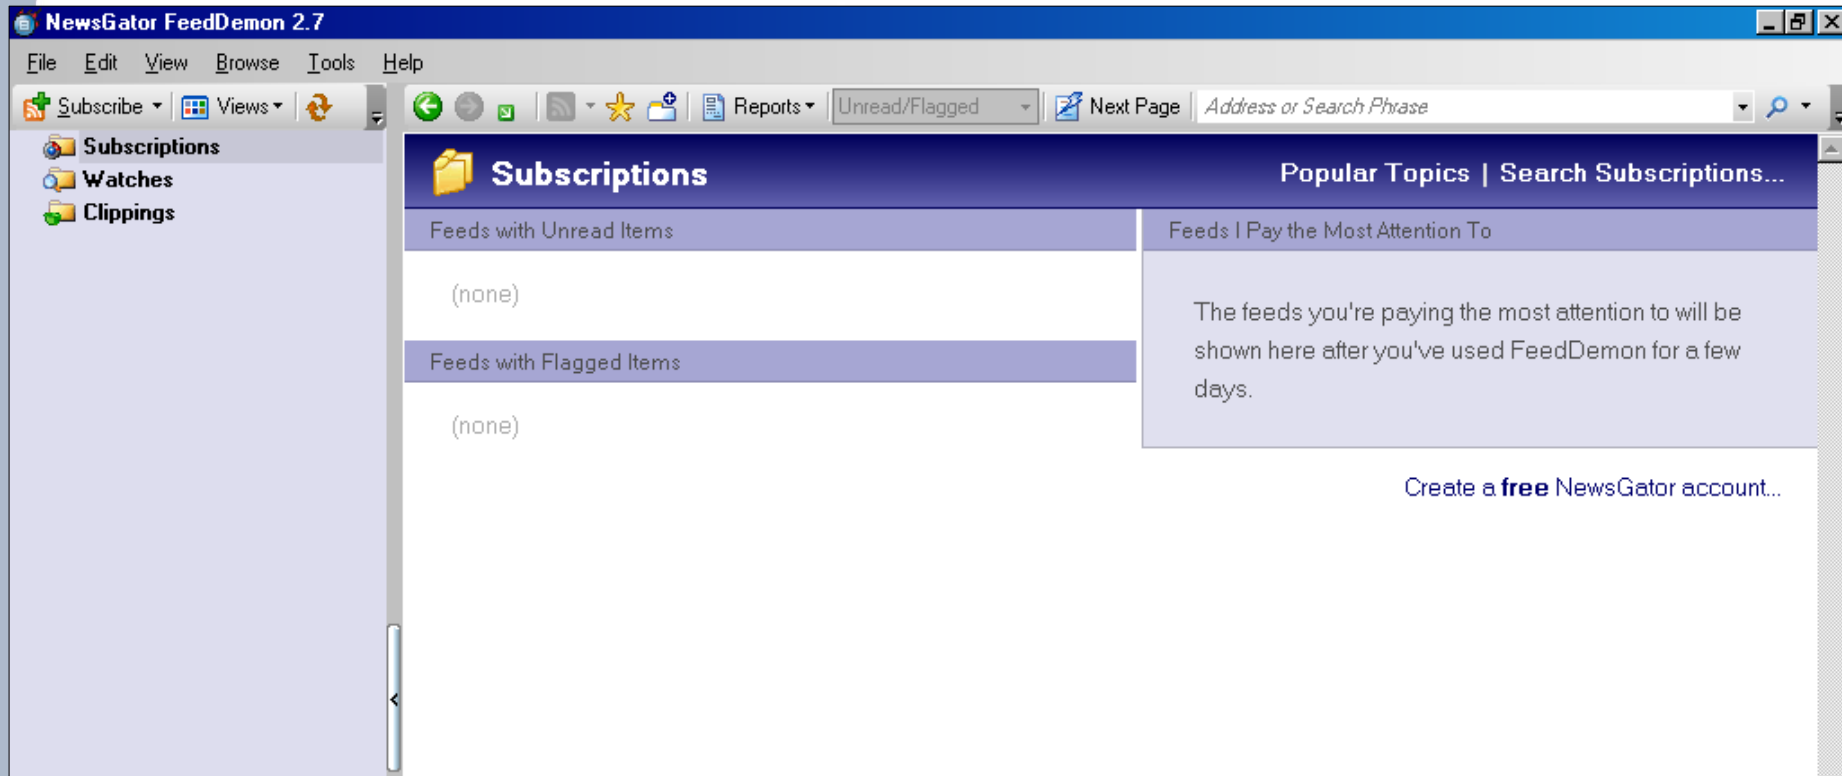 NewsGator FeedDemon 2.7
File Edit View Browse Tools Help
Subscribe Views Reports Unread/Flagged Next Page Address or Search Phrase
Subscriptions
Watches
Clippings
Subscriptions Popular Topics | Search Subscriptions...
Feeds with Unread Items
(none)
Feeds with Flagged Items
(none)
Feeds I Pay the Most Attention To
The feeds you're paying the most attention to will be
shown here after you've used FeedDemon for a few
days.
Create a free NewsGator account...